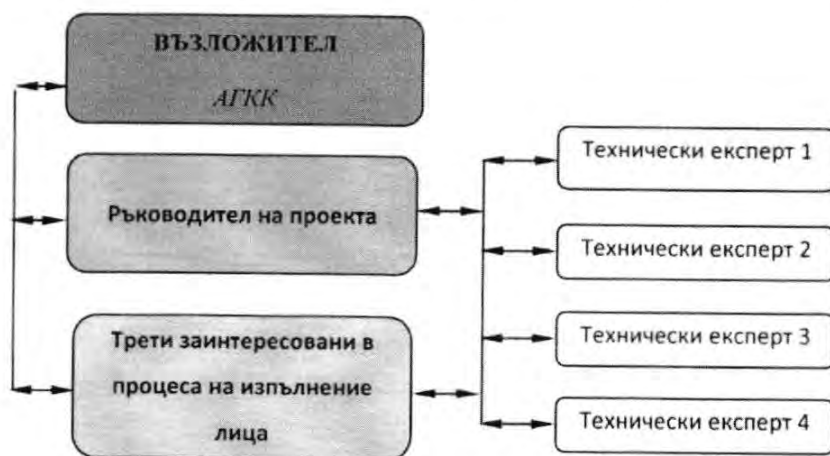 ВЪЗЛОЖИТЕЛ
АГКК
Ръководител на проекта
Трети заинтересовани в
процеса на изпълнение
лица
Технически експерт 1
Технически експерт 2
Технически експерт 3
Технически експерт 4